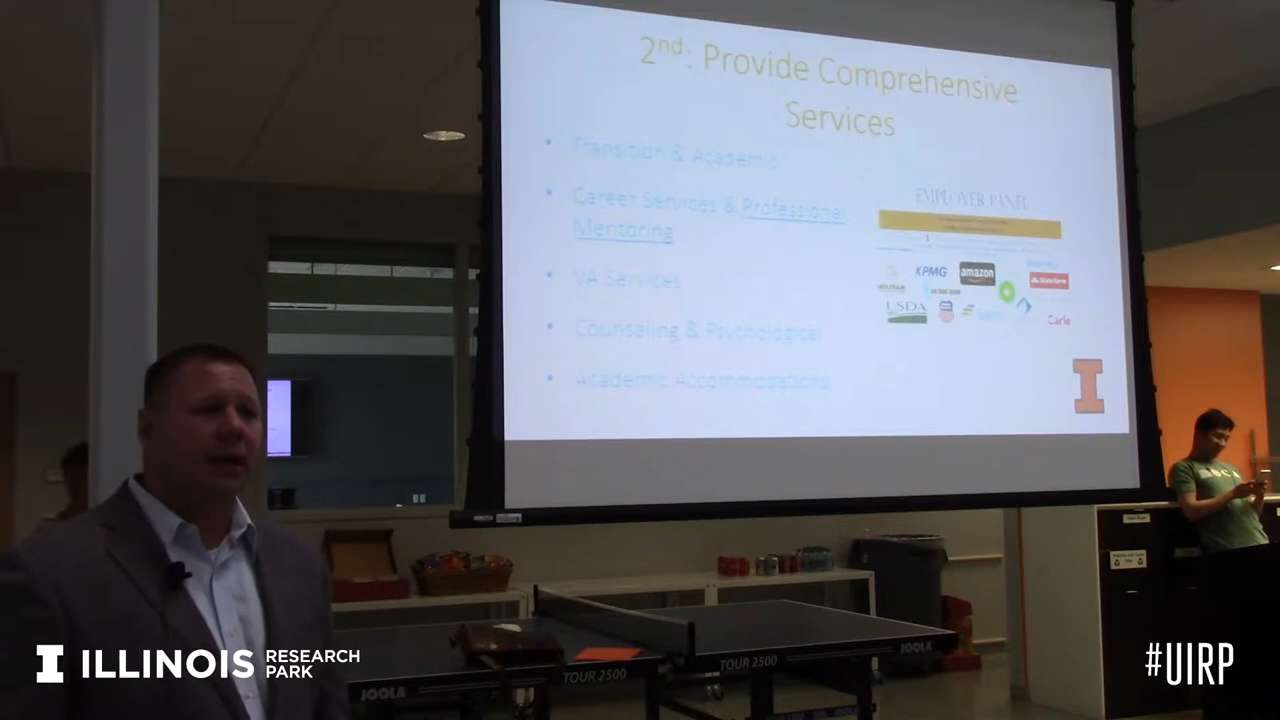 2nd: Provide Comprehensive
Services
• Transition & Academic
• Career Services & Professional
Mentoring
• VA Services
• Counseling & Psychological
• Academic Accommodations
EMPLOYER PANEL
KPMG
amazon
State Farm
USDA
Carle
I
JOOLA
TOUR 2500
TOUR 2500
JOOLA
I ILLINOIS RESEARCH
PARK
#UIRP